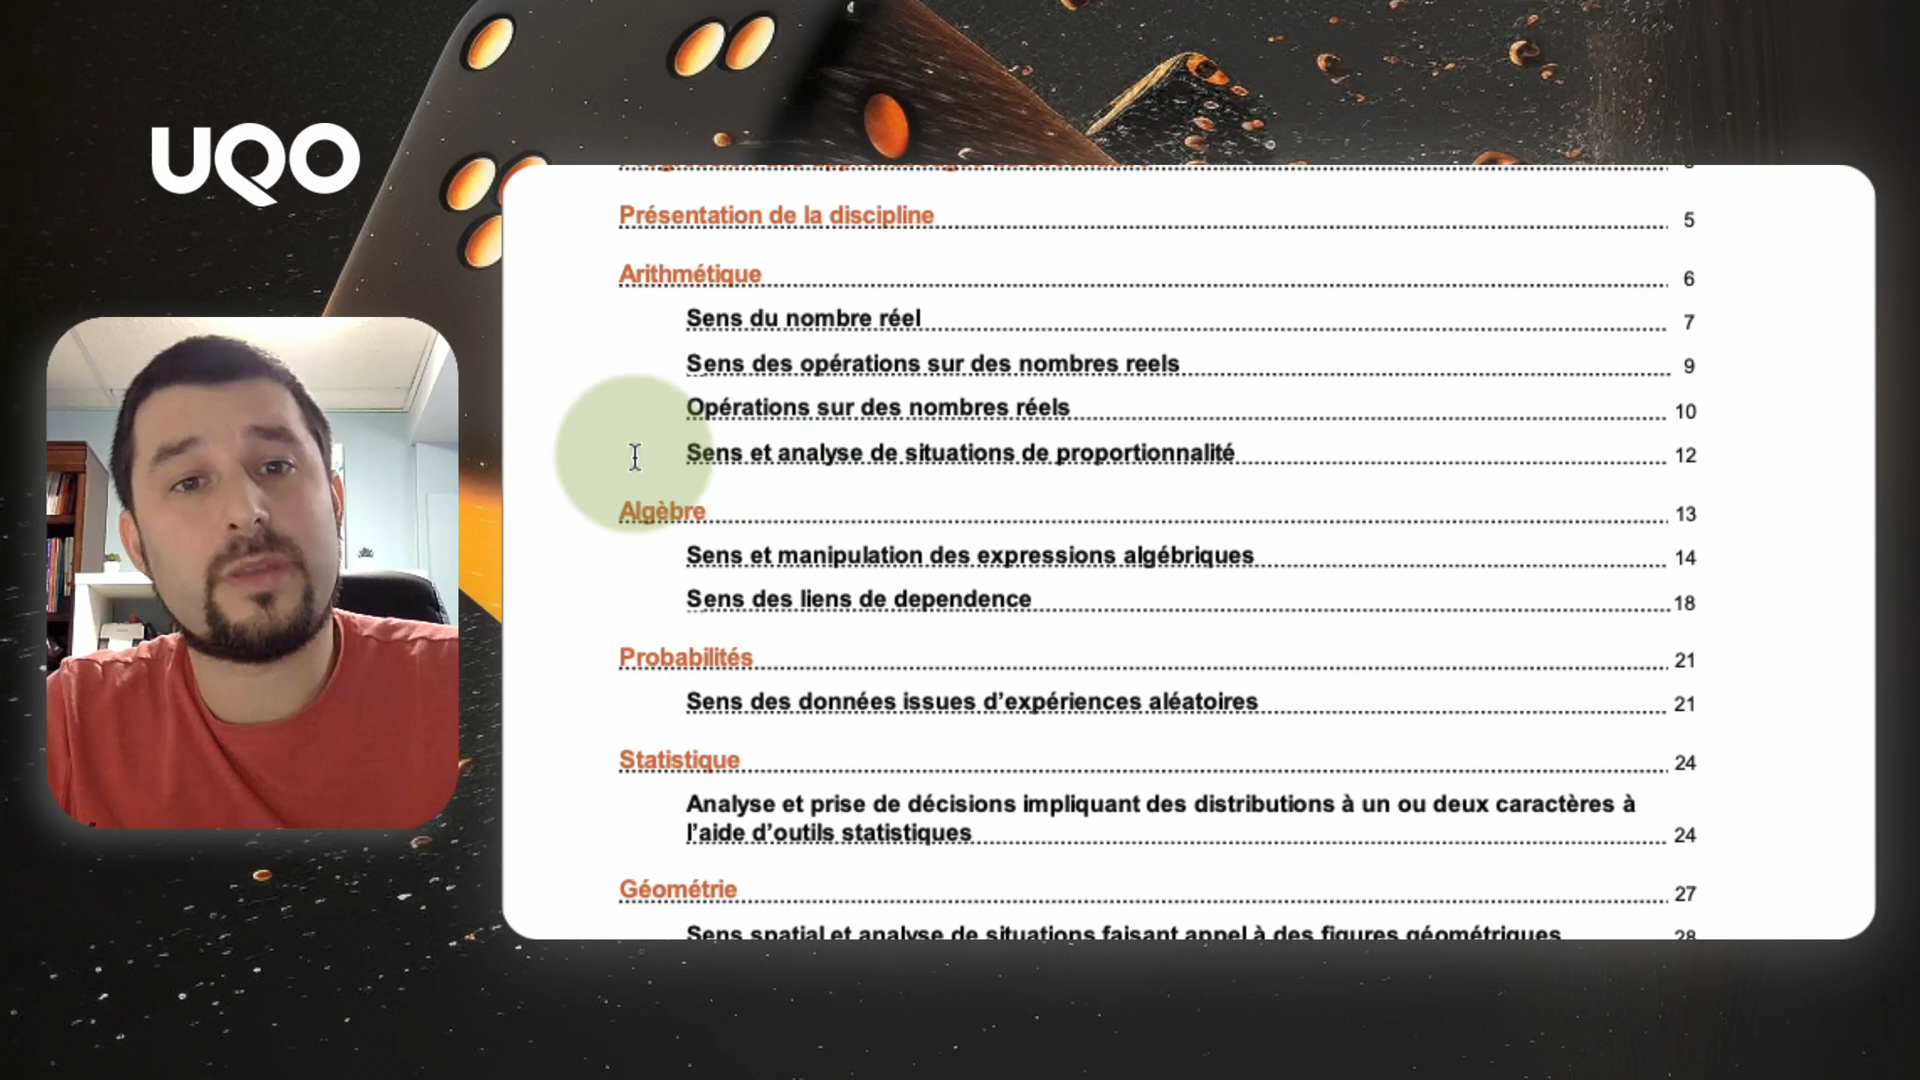 UQO
Présentation de la discipline 5
Arithmétique 6
Sens du nombre réel 7
Sens des opérations sur des nombres reels 9
Opérations sur des nombres réels 10
Sens et analyse de situations de proportionnalité 12
Algèbre 13
Sens et manipulation des expressions algébriques 14
Sens des liens de dependence 18
Probabilités 21
Sens des données issues d’expériences aléatoires 21
Statistique 24
Analyse et prise de décisions impliquant des distributions à un ou deux caractères à
l’aide d’outils statistiques 24
Géométrie 27
Sens spatial et analyse de situations faisant appel à des figures géométriques 28